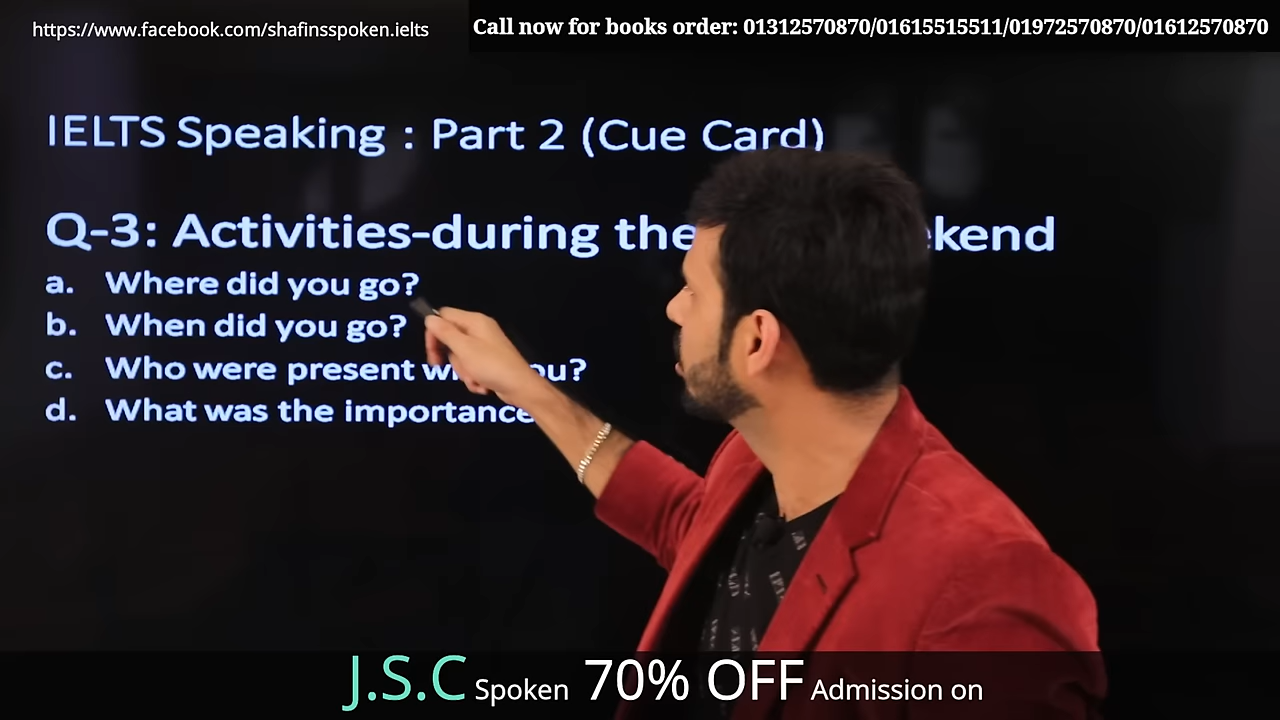 https://www.facebook.com/shafinsspoken.ielts
Call now for books order: 01312570870/01615515511/01972570870/01612570870
IELTS Speaking : Part 2 (Cue Card)
Q-3: Activities-during the kend
a. Where did you go?
b. When did you go?
c. Who were present ou?
d. What was the importance
J.S.C Spoken 70% OFF Admission on